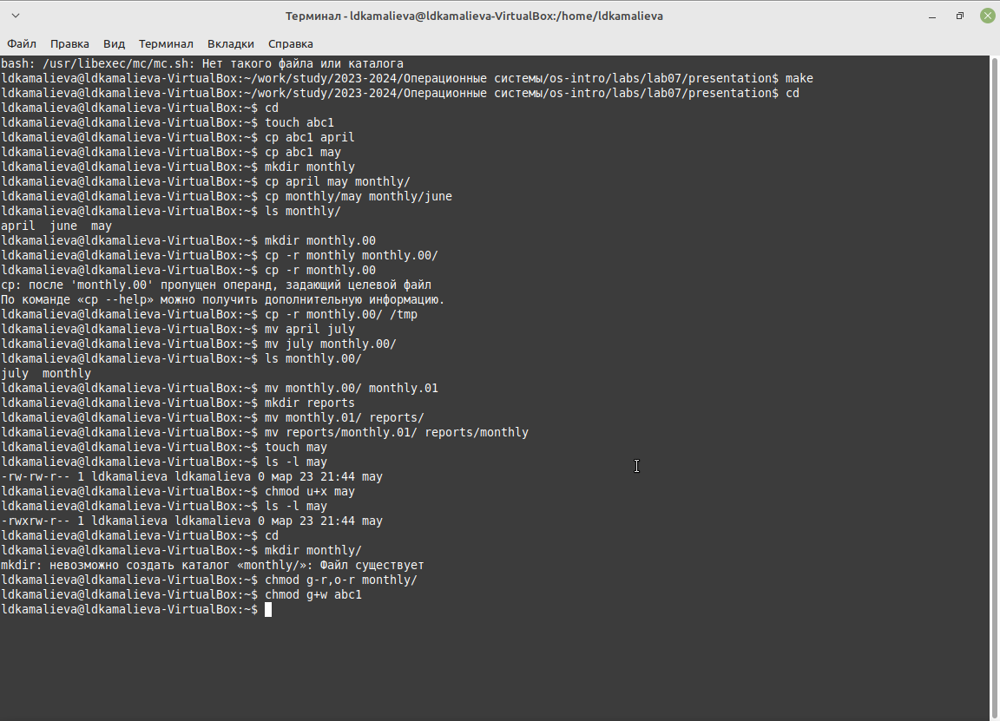 Терминал - ldkamalieva@ldkamalieva-VirtualBox:/home/ldkamalieva
Файл Правка Вид Терминал Вкладки Справка
bash: /usr/libexec/mc/mc.sh: Нет такого файла или каталога
ldkamalieva@ldkamalieva-VirtualBox:~/work/study/2023-2024/Операционные системы/os-intro/labs/lab07/presentation$ make
ldkamalieva@ldkamalieva-VirtualBox:~/work/study/2023-2024/Операционные системы/os-intro/labs/lab07/presentation$ cd
ldkamalieva@ldkamalieva-VirtualBox:~$ cd
ldkamalieva@ldkamalieva-VirtualBox:~$ touch abc1
ldkamalieva@ldkamalieva-VirtualBox:~$ cp abc1 april
ldkamalieva@ldkamalieva-VirtualBox:~$ cp abc1 may
ldkamalieva@ldkamalieva-VirtualBox:~$ mkdir monthly
ldkamalieva@ldkamalieva-VirtualBox:~$ cp april may monthly/
ldkamalieva@ldkamalieva-VirtualBox:~$ cp monthly/may monthly/june
ldkamalieva@ldkamalieva-VirtualBox:~$ ls monthly/
april  june  may
ldkamalieva@ldkamalieva-VirtualBox:~$ mkdir monthly.00
ldkamalieva@ldkamalieva-VirtualBox:~$ cp -r monthly monthly.00/
ldkamalieva@ldkamalieva-VirtualBox:~$ cp -r monthly.00
cp: после 'monthly.00' пропущен операнд, задающий целевой файл
По команде «cp --help» можно получить дополнительную информацию.
ldkamalieva@ldkamalieva-VirtualBox:~$ cp -r monthly.00/ /tmp
ldkamalieva@ldkamalieva-VirtualBox:~$ mv april july
ldkamalieva@ldkamalieva-VirtualBox:~$ mv july monthly.00/
ldkamalieva@ldkamalieva-VirtualBox:~$ ls monthly.00/
july  monthly
ldkamalieva@ldkamalieva-VirtualBox:~$ mv monthly.00/ monthly.01
ldkamalieva@ldkamalieva-VirtualBox:~$ mkdir reports
ldkamalieva@ldkamalieva-VirtualBox:~$ mv monthly.01/ reports/
ldkamalieva@ldkamalieva-VirtualBox:~$ mv reports/monthly.01/ reports/monthly
ldkamalieva@ldkamalieva-VirtualBox:~$ touch may
ldkamalieva@ldkamalieva-VirtualBox:~$ ls -l may
-rw-rw-r-- 1 ldkamalieva ldkamalieva 0 мар 23 21:44 may
ldkamalieva@ldkamalieva-VirtualBox:~$ chmod u+x may
ldkamalieva@ldkamalieva-VirtualBox:~$ ls -l may
-rwxrw-r-- 1 ldkamalieva ldkamalieva 0 мар 23 21:44 may
ldkamalieva@ldkamalieva-VirtualBox:~$ cd
ldkamalieva@ldkamalieva-VirtualBox:~$ mkdir monthly/
mkdir: невозможно создать каталог «monthly/»: Файл существует
ldkamalieva@ldkamalieva-VirtualBox:~$ chmod g-r,o-r monthly/
ldkamalieva@ldkamalieva-VirtualBox:~$ chmod g+w abc1
ldkamalieva@ldkamalieva-VirtualBox:~$